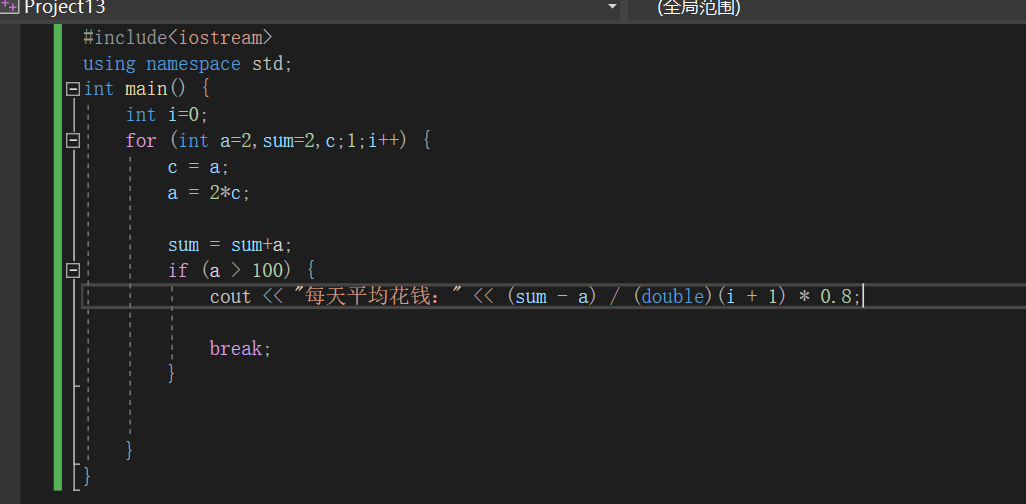 Project13
(全局范围)
#include<iostream>
using namespace std;
int main() {
int i=0;
for (int a=2,sum=2,c;1;i++) {
c = a;
a = 2*c;
sum = sum+a;
if (a > 100) {
cout << "每天平均花钱：" << (sum - a) / (double)(i + 1) * 0.8;
break;
}
}
}